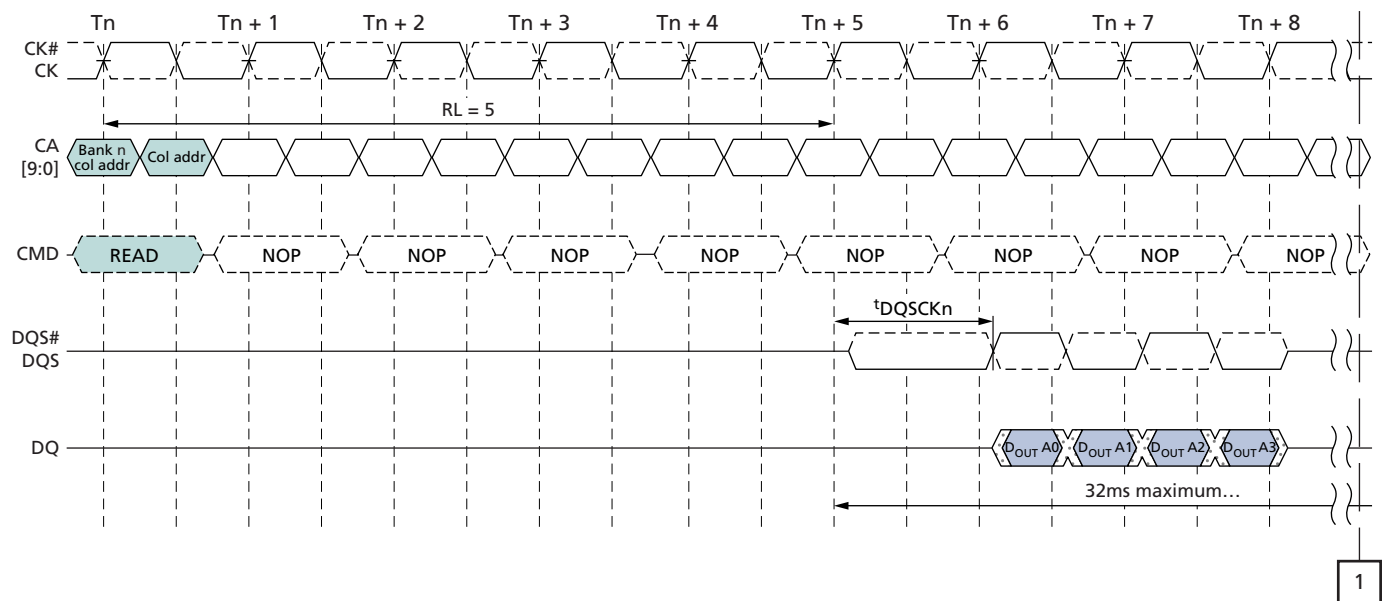 Tn Tn + 1 Tn + 2 Tn + 3 Tn + 4 Tn + 5 Tn + 6 Tn + 7 Tn + 8
CK#
CK
RL = 5
CA
[9:0]
Bank n
col addr
Col addr
CMD READ NOP NOP NOP NOP NOP NOP NOP NOP
tDQSCKn
DQS#
DQS
DQ DOUT A0 DOUT A1 DOUT A2 DOUT A3
32ms maximum…
1